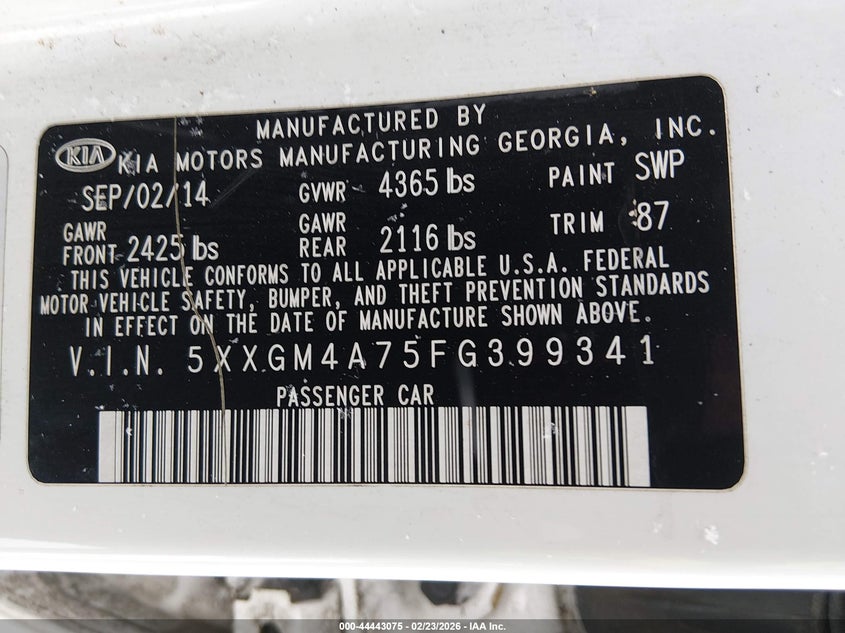 MANUFACTURED BY
KIA KIA MOTORS MANUFACTURING GEORGIA, INC.
SEP/02/14 GVWR 4365 lbs PAINT SWP
GAWR FRONT 2425 lbs GAWR REAR 2116 lbs TRIM 87
THIS VEHICLE CONFORMS TO ALL APPLICABLE U.S.A. FEDERAL
MOTOR VEHICLE SAFETY, BUMPER, AND THEFT PREVENTION STANDARDS
IN EFFECT ON THE DATE OF MANUFACTURE SHOWN ABOVE.
V.I.N. 5XXGM4A75FG399341
PASSENGER CAR
000-44443075 - 02/23/2026 - IAA Inc.